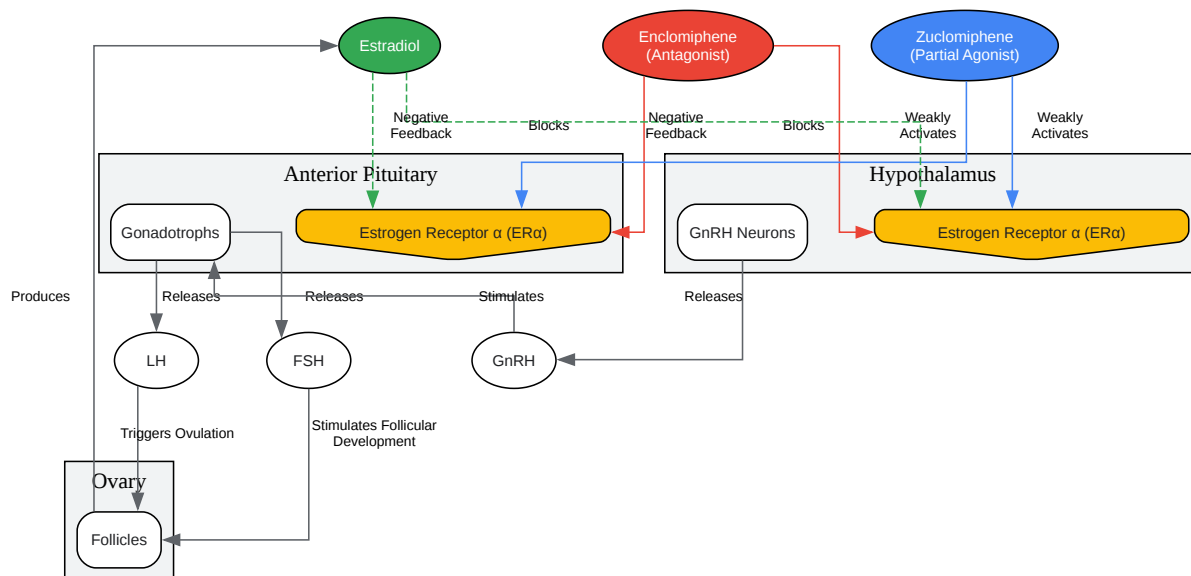 Estradiol
Enclomiphene
(Antagonist)
Zuclomiphene
(Partial Agonist)
Negative
Feedback
Blocks
Negative
Feedback
Blocks
Weakly
Activates
Weakly
Activates
Anterior Pituitary
Hypothalamus
Gonadotrophs
Estrogen Receptor α (ERα)
GnRH Neurons
Estrogen Receptor α (ERα)
Produces
Releases
Releases
Stimulates
Releases
LH
FSH
GnRH
Triggers Ovulation
Stimulates Follicular
Development
Ovary
Follicles